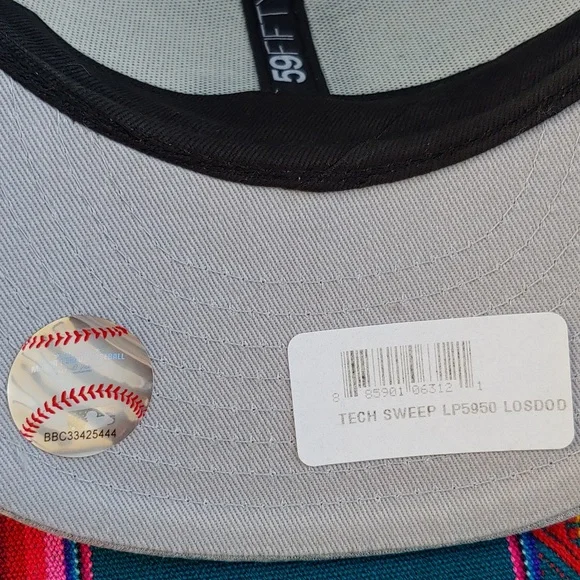 59FIFTY
BBC33425444
8 85901 06312 1
TECH SWEEP LP5950 LOSDOD